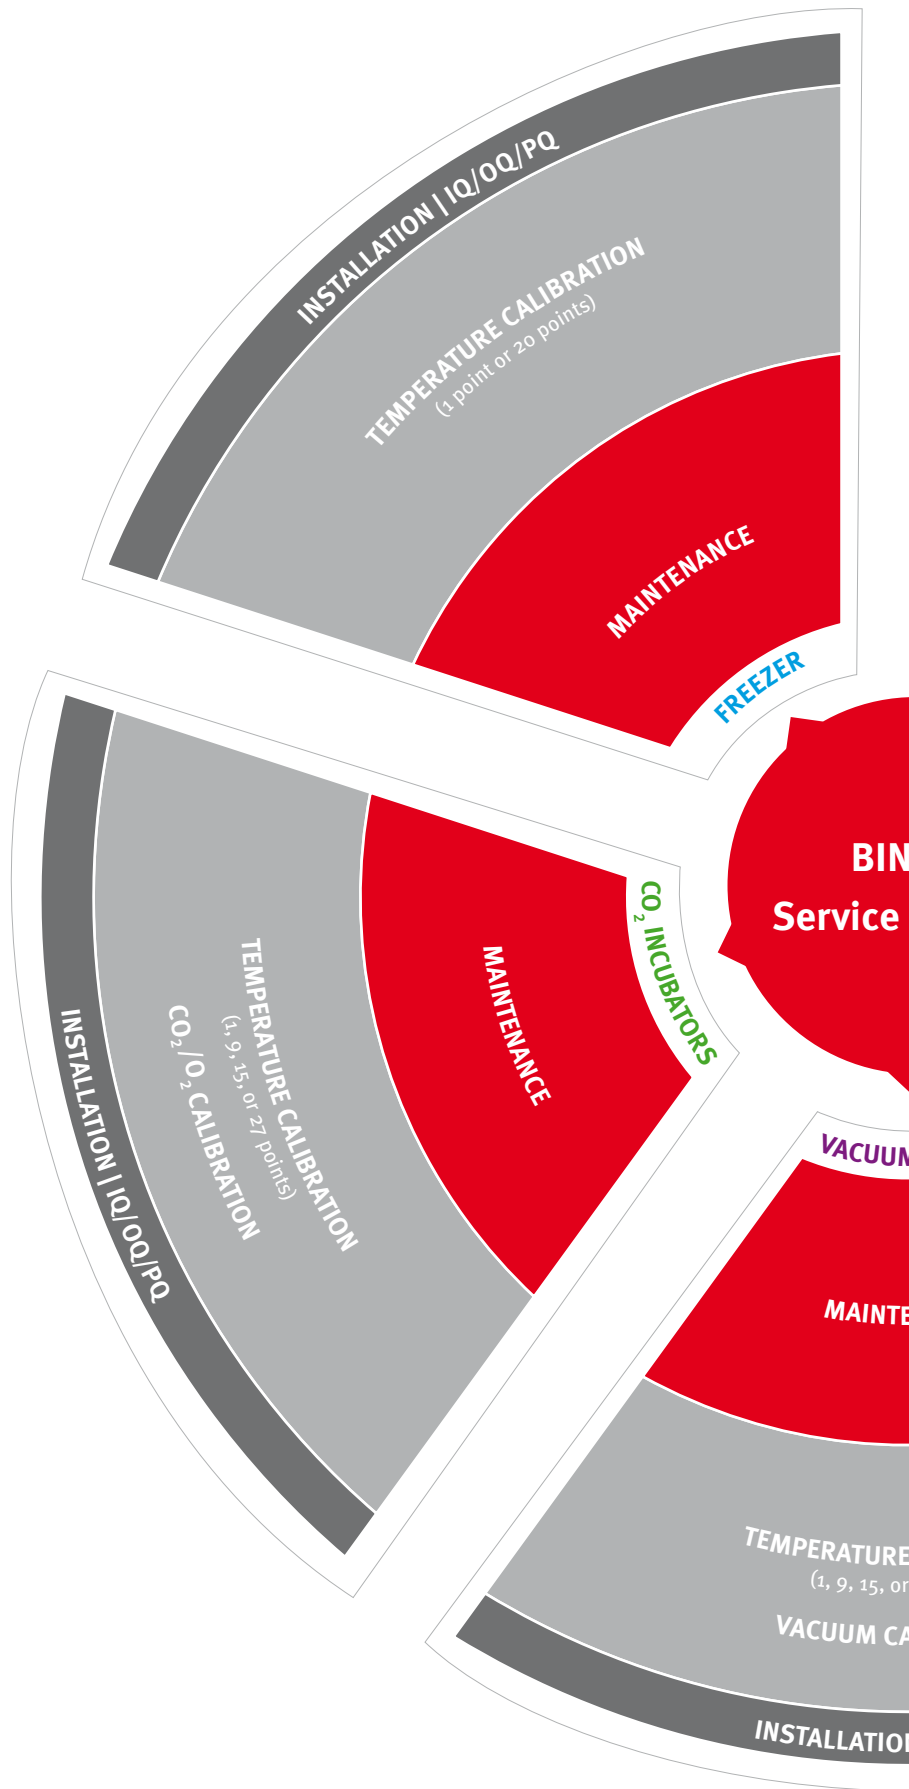 INSTALLATION | IQ/OQ/PQ
TEMPERATURE CALIBRATION
(1 point or 20 points)
MAINTENANCE
FREEZER
BIN
Service
CO₂ INCUBATORS
MAINTENANCE
TEMPERATURE CALIBRATION
(1, 9, 15, or 27 points)
CO₂/O₂ CALIBRATION
INSTALLATION | IQ/OQ/PQ
VACUUM
MAINTE
TEMPERATURE
(1, 9, 15, or
VACUUM CA
INSTALLATIO